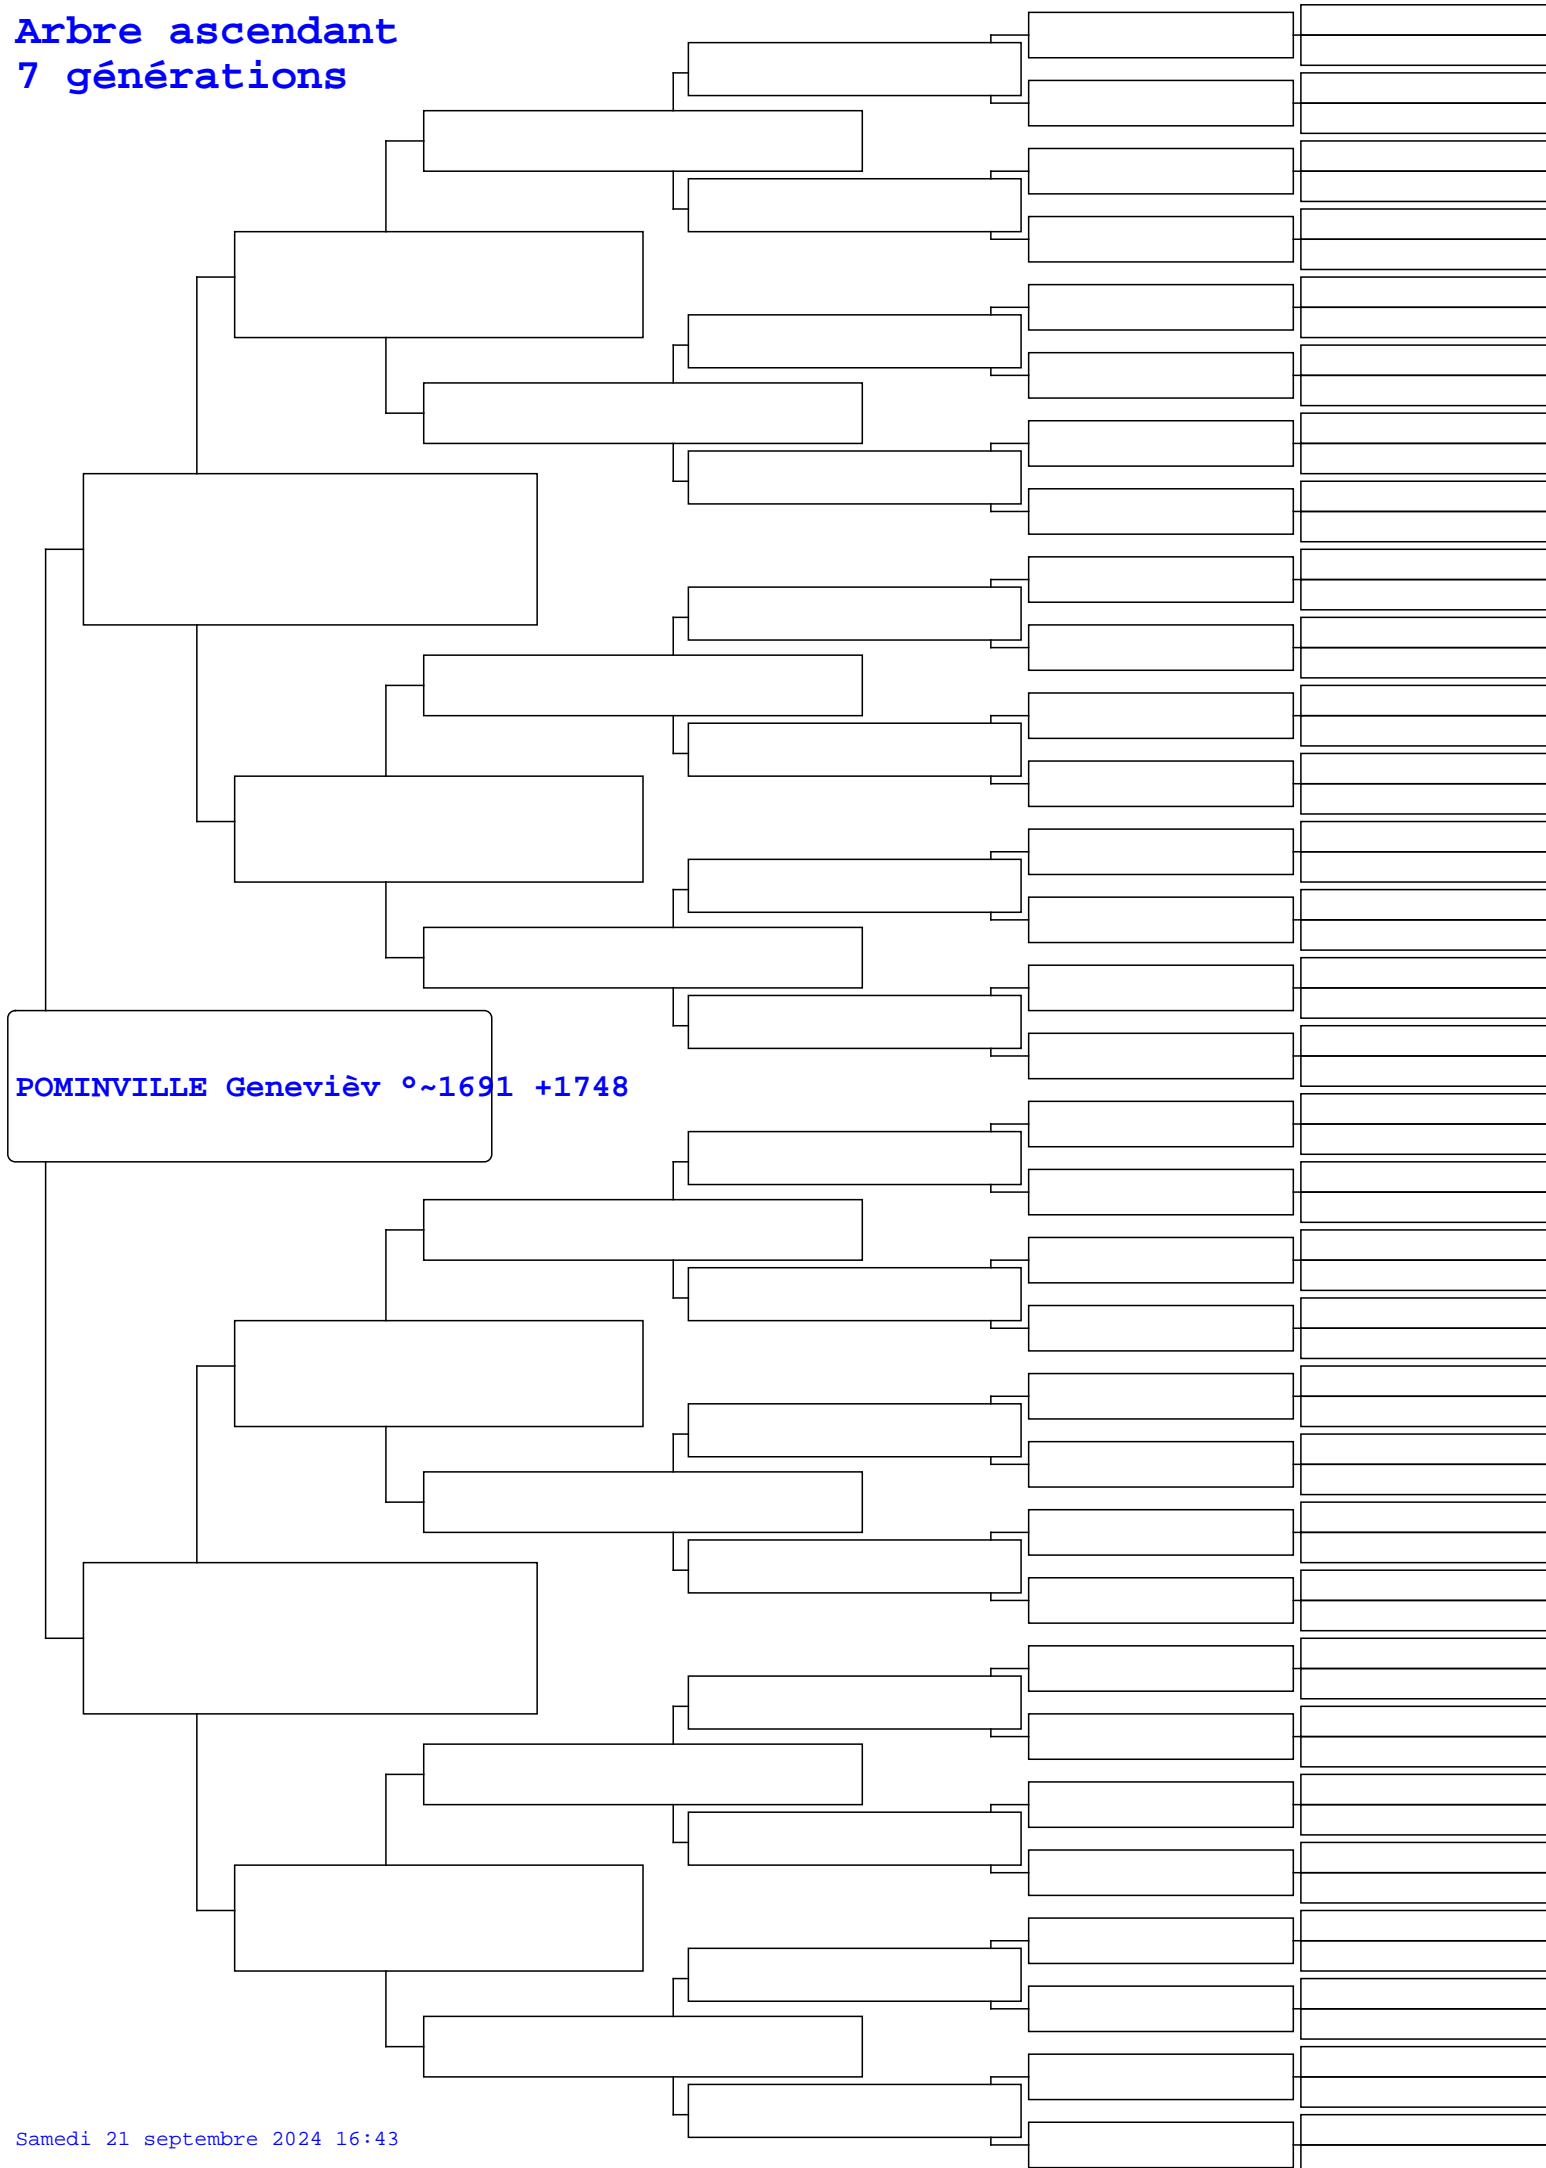 Arbre ascendant
7 générations
POMINVILLE Genevièv °~1691 +1748
Samedi 21 septembre 2024 16:43